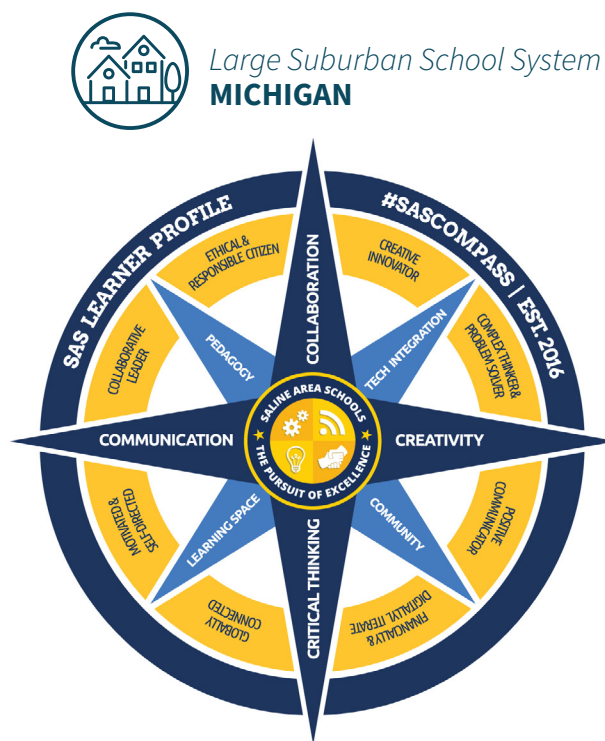 Large Suburban School System
MICHIGAN
SAS LEARNER PROFILE
#SASCOMPASS | EST. 2016
ETHICAL &
RESPONSIBLE CITIZEN
CREATIVE
INNOVATOR
COLLABORATION
COLLABORATIVE
LEADER
PEDAGOGY
TECH INTEGRATION
COMPLEX THINKER &
PROBLEM SOLVER
SALINE AREA SCHOOLS
COMMUNICATION
CREATIVITY
THE PURSUIT OF EXCELLENCE
MOTIVATED &
SELF-DIRECTED
LEARNING SPACE
COMMUNITY
POSITIVE
COMMUNICATOR
CRITICAL THINKING
GLOBALLY
CONNECTED
FINANCIALLY &
DIGITALLY LITERATE